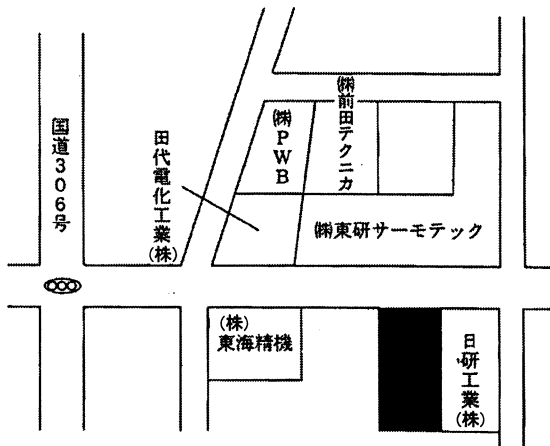 国道306号
田代電化工業(株)
(株)PWB
(株)前田テクニカ
(株)東研サーモテック
(株)
東海精機
日研工業(株)